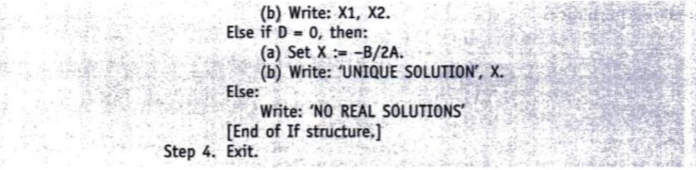 (b) Write: X1, X2.
Else if D = 0, then:
(a) Set X := -B/2A.
(b) Write: 'UNIQUE SOLUTION', X.
Else:
Write: 'NO REAL SOLUTIONS'
[End of If structure.]
Step 4. Exit.